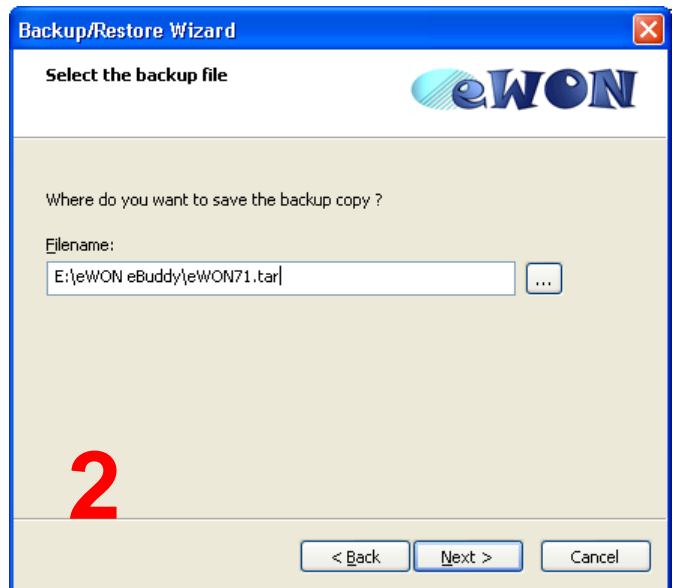 Backup/Restore Wizard
Select the backup file
eWON
Where do you want to save the backup copy ?
Filename:
E:\eWON eBuddy\eWON71.tar
...
2
< Back
Next >
Cancel